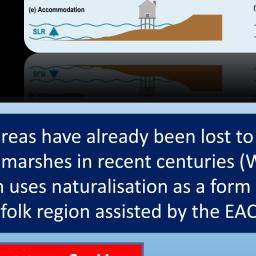 (e) Accommodation
SLR
reas have already been lost to
marshes in recent centuries (W
n uses naturalisation as a form
folk region assisted by the EAC